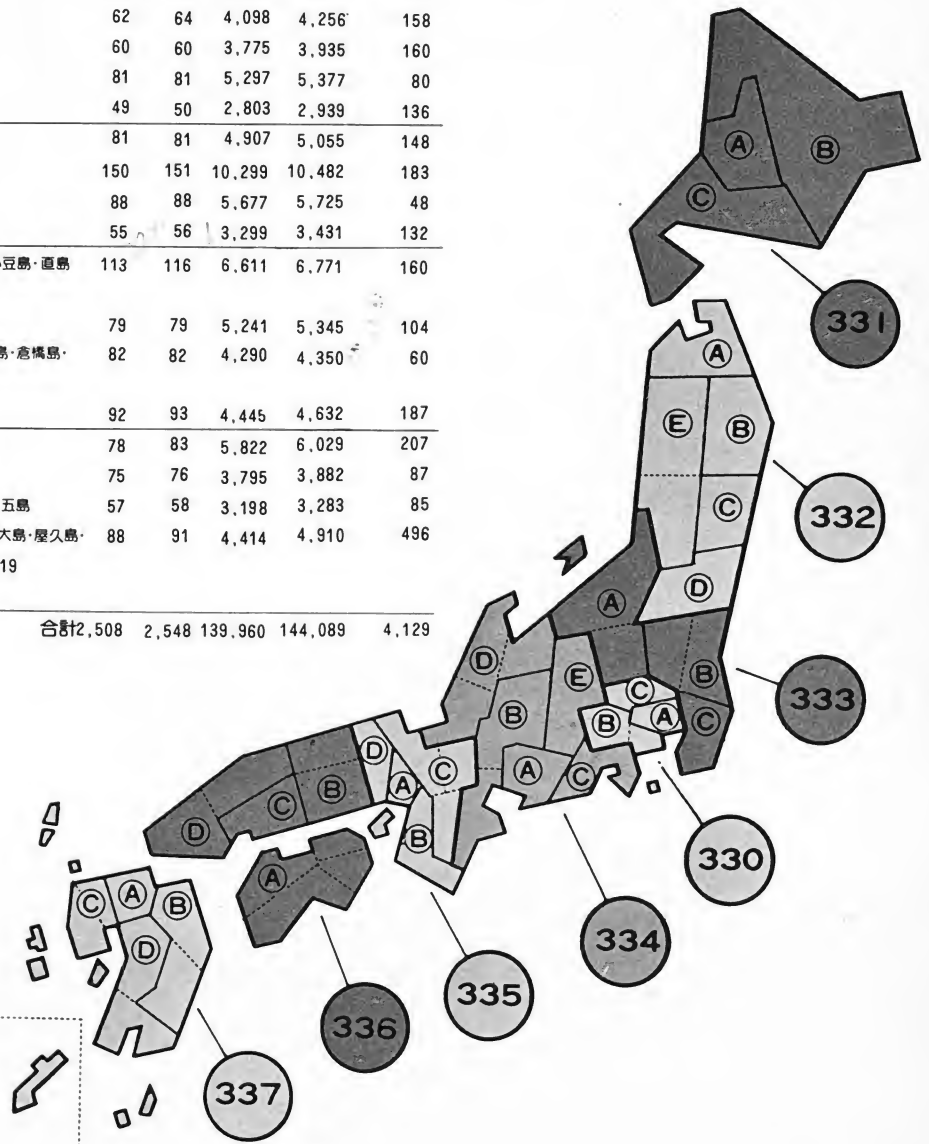 62 64 4,098 4,256 158
60 60 3,775 3,935 160
81 81 5,297 5,377 80
49 50 2,803 2,939 136
81 81 4,907 5,055 148
150 151 10,299 10,482 183
88 88 5,677 5,725 48
55 56 3,299 3,431 132
豆島・直島 113 116 6,611 6,771 160
79 79 5,241 5,345 104
島・倉橋島・ 82 82 4,290 4,350 60
92 93 4,445 4,632 187
78 83 5,822 6,029 207
75 76 3,795 3,882 87
五島 57 58 3,198 3,283 85
大島・屋久島・ 88 91 4,414 4,910 496
19
合計2,508 2,548 139,960 144,089 4,129
A
B
C
331
A
E
B
C
D
332
A
B
C
333
C
B
A
330
D
E
B
A
C
334
D
C
A
B
335
D
C
B
A
336
C
A
B
D
337